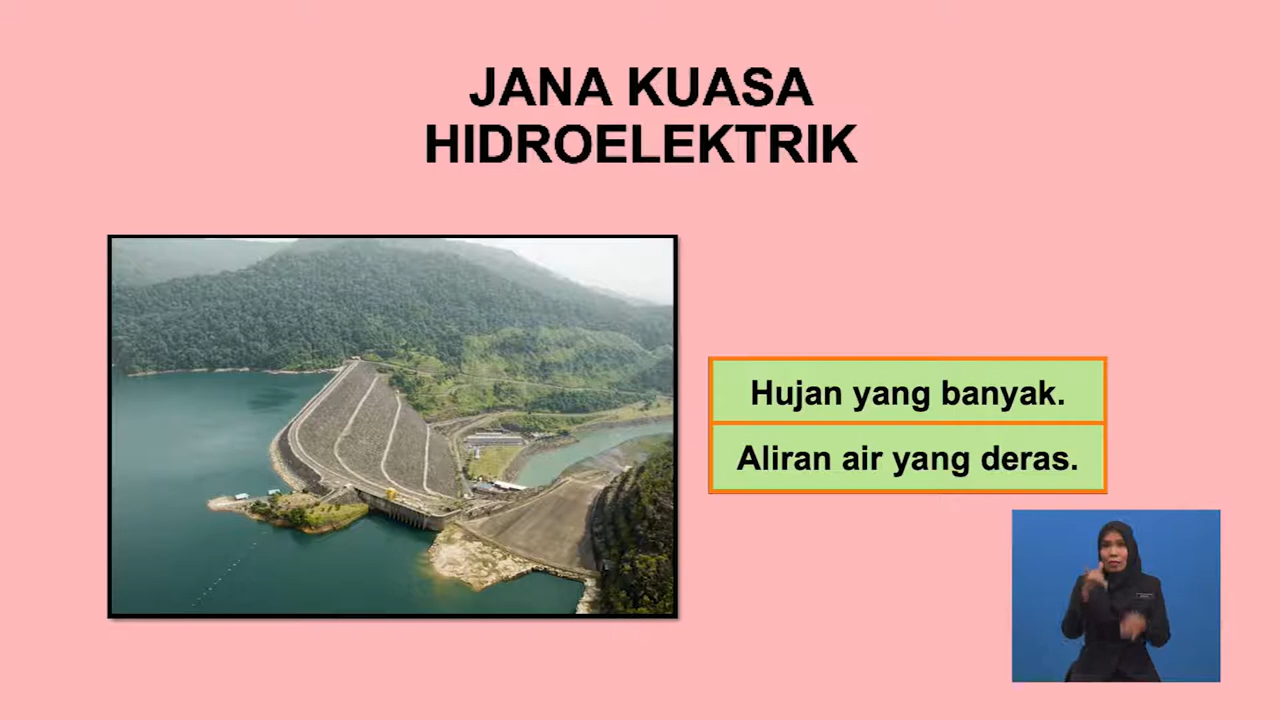 JANA KUASA
HIDROELEKTRIK
Hujan yang banyak.
Aliran air yang deras.